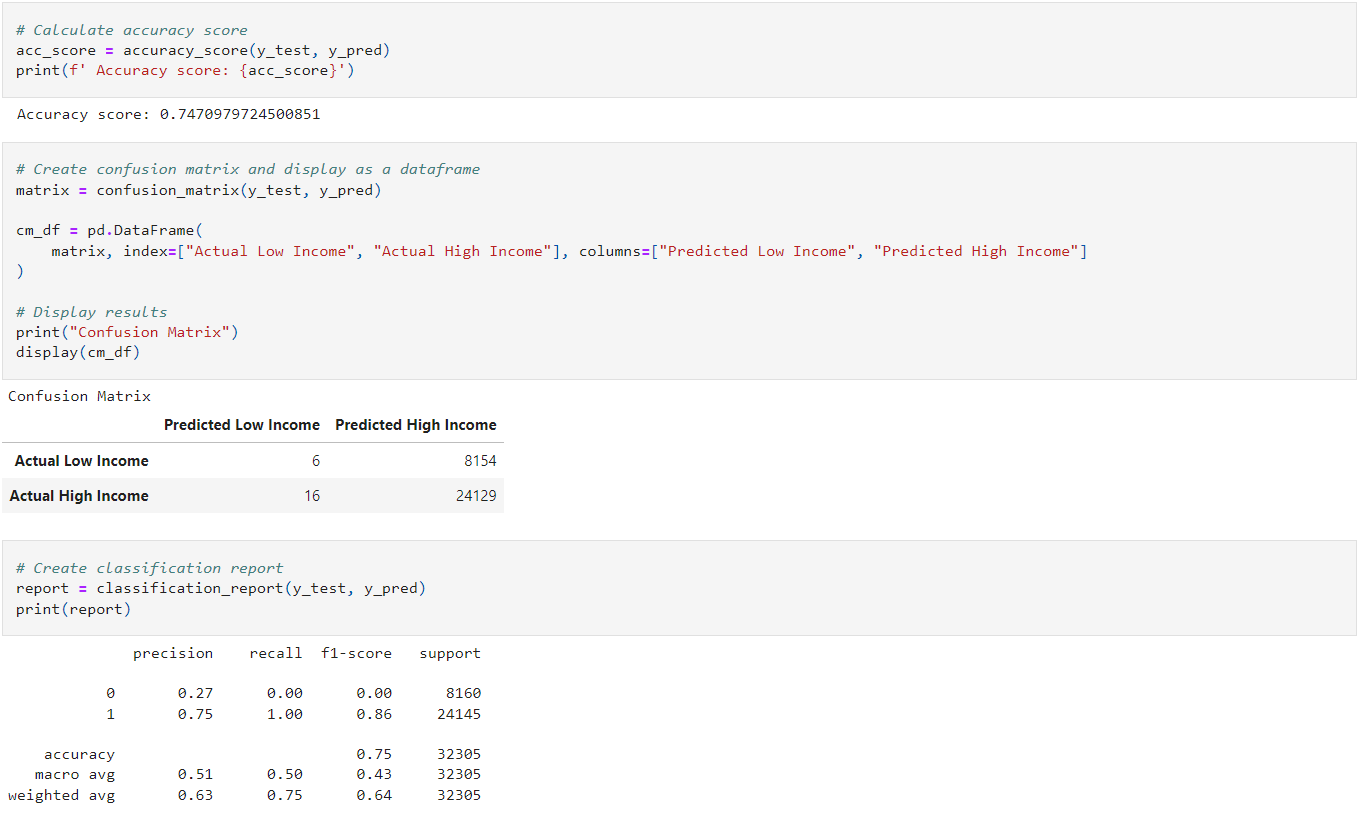 # Calculate accuracy score
acc_score = accuracy_score(y_test, y_pred)
print(f' Accuracy score: {acc_score}')
Accuracy score: 0.7470979724500851
# Create confusion matrix and display as a dataframe
matrix = confusion_matrix(y_test, y_pred)
cm_df = pd.DataFrame(
    matrix, index=["Actual Low Income", "Actual High Income"], columns=["Predicted Low Income", "Predicted High Income"]
)
# Display results
print("Confusion Matrix")
display(cm_df)
Confusion Matrix
Predicted Low Income Predicted High Income
Actual Low Income 6 8154
Actual High Income 16 24129
# Create classification report
report = classification_report(y_test, y_pred)
print(report)
precision recall f1-score support
0 0.27 0.00 0.00 8160
1 0.75 1.00 0.86 24145
accuracy 0.75 32305
macro avg 0.51 0.50 0.43 32305
weighted avg 0.63 0.75 0.64 32305